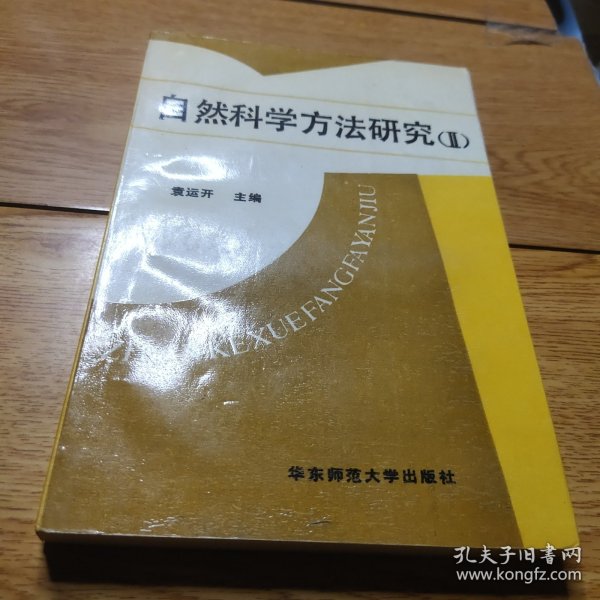 自然科学方法研究(Ⅱ)
袁运开 主编
KEXUEFANGFAYANJIU
华东师范大学出版社
孔夫子旧书网
www.kongfz.com